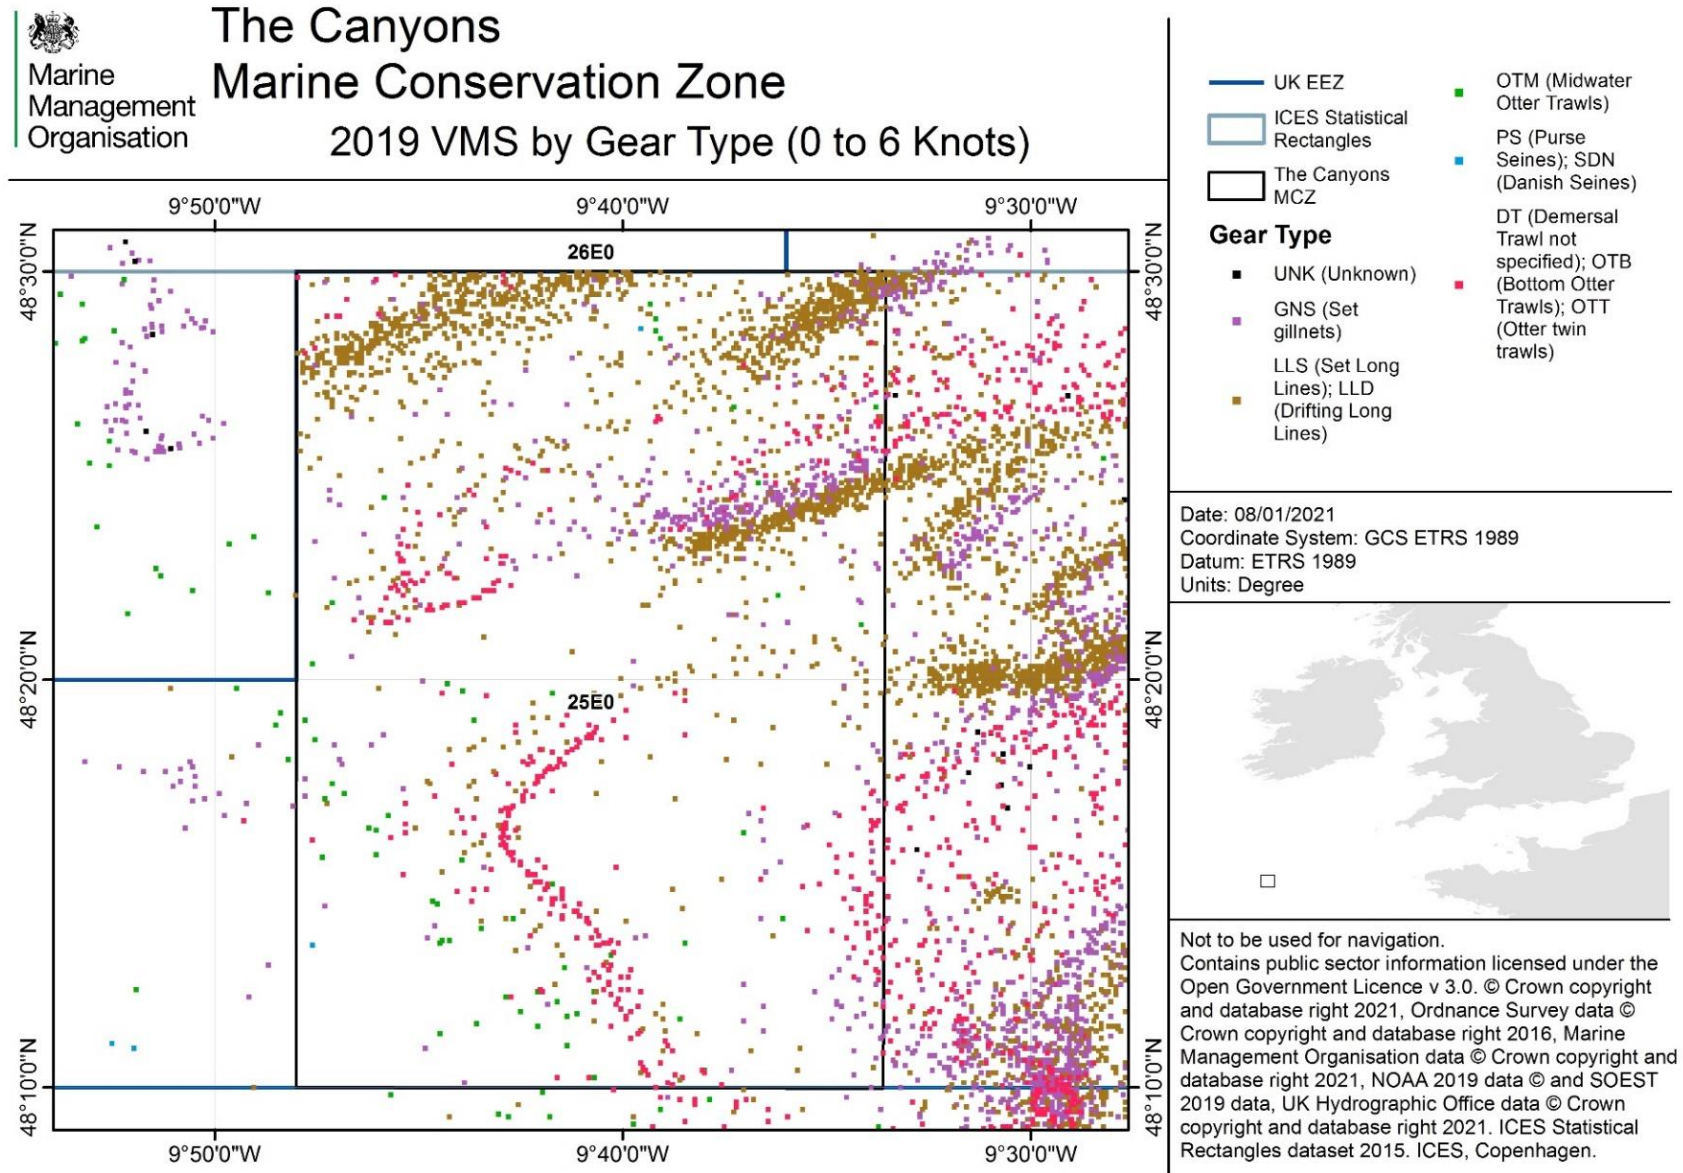 Marine
Management
Organisation
The Canyons
Marine Conservation Zone
2019 VMS by Gear Type (0 to 6 Knots)
9°50'0"W
9°40'0"W
9°30'0"W
48°30'0"N
48°30'0"N
26E0
48°20'0"N
48°20'0"N
25E0
48°10'0"N
48°10'0"N
9°50'0"W
9°40'0"W
9°30'0"W
UK EEZ
ICES Statistical
Rectangles
The Canyons
MCZ
Gear Type
UNK (Unknown)
GNS (Set
gillnets)
LLS (Set Long
Lines); LLD
(Drifting Long
Lines)
OTM (Midwater
Otter Trawls)
PS (Purse
Seines); SDN
(Danish Seines)
DT (Demersal
Trawl not
specified); OTB
(Bottom Otter
Trawls); OTT
(Otter twin
trawls)
Date: 08/01/2021
Coordinate System: GCS ETRS 1989
Datum: ETRS 1989
Units: Degree
Not to be used for navigation.
Contains public sector information licensed under the
Open Government Licence v 3.0. © Crown copyright
and database right 2021, Ordnance Survey data ©
Crown copyright and database right 2016, Marine
Management Organisation data © Crown copyright and
database right 2021, NOAA 2019 data © and SOEST
2019 data, UK Hydrographic Office data © Crown
copyright and database right 2021. ICES Statistical
Rectangles dataset 2015. ICES, Copenhagen.